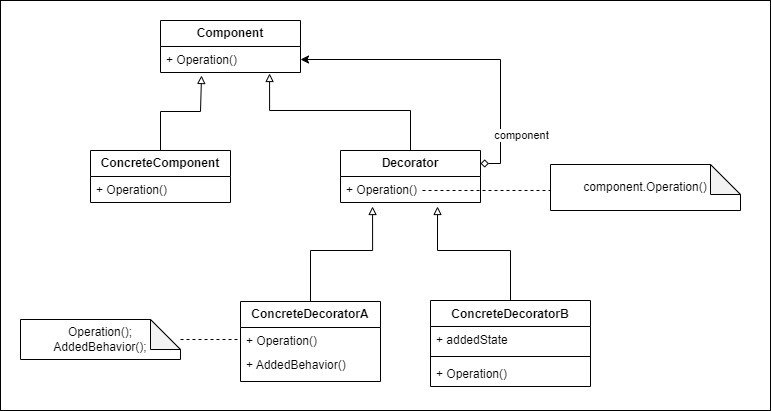 Component
+ Operation()
component
ConcreteComponent
+ Operation()
Decorator
+ Operation()
component.Operation()
ConcreteDecoratorA
+ Operation()
+ AddedBehavior()
ConcreteDecoratorB
+ addedState
+ Operation()
Operation();
AddedBehavior();